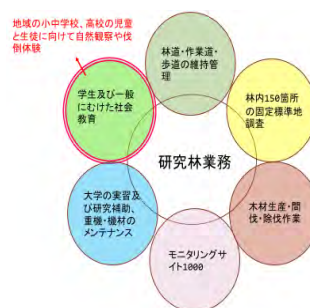 地域の小中学校、高校の児童
と生徒に向けて自然観察や伐
倒体験
林道・作業道・
歩道の維持管
理
学生及び一般
にむけた社会
教育
林内150箇所
の固定標準地
調査
研究林業務
大学の実習及
び研究補助、
重機・機材の
メンテナンス
木材生産・間
伐・除伐作業
モニタリングサ
イト1000